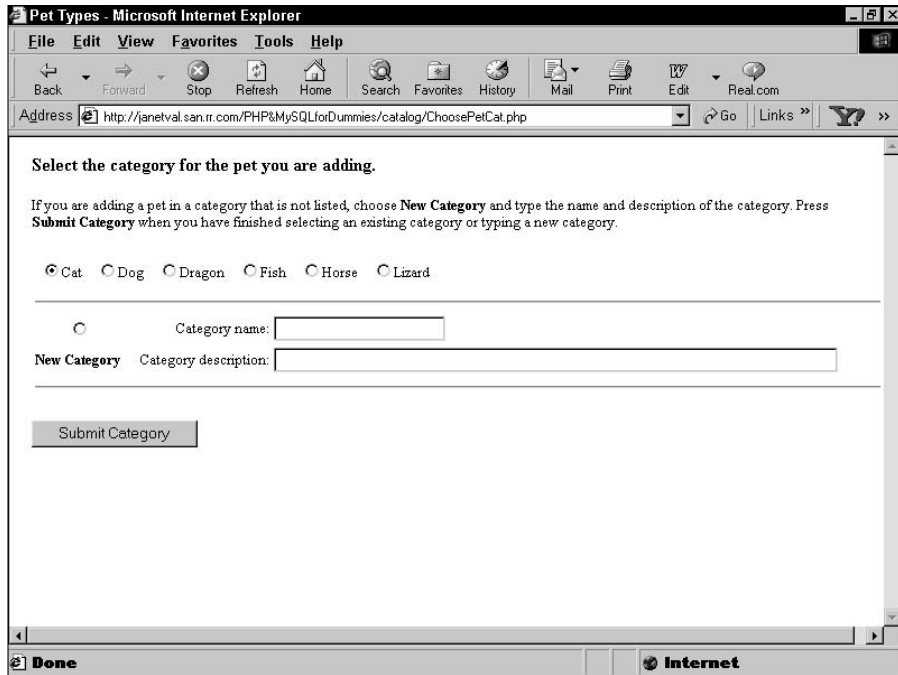 Pet Types - Microsoft Internet Explorer
File Edit View Favorites Tools Help
Back Forward Stop Refresh Home Search Favorites History Mail Print Edit Real.com
Address http://janetval.san.rr.com/PHP&MySQLforDummies/catalog/ChoosePetCat.php Go Links » Y? »
Select the category for the pet you are adding.
If you are adding a pet in a category that is not listed, choose New Category and type the name and description of the category. Press
Submit Category when you have finished selecting an existing category or typing a new category.
Cat Dog Dragon Fish Horse Lizard
Category name:
New Category Category description:
Submit Category
Done Internet